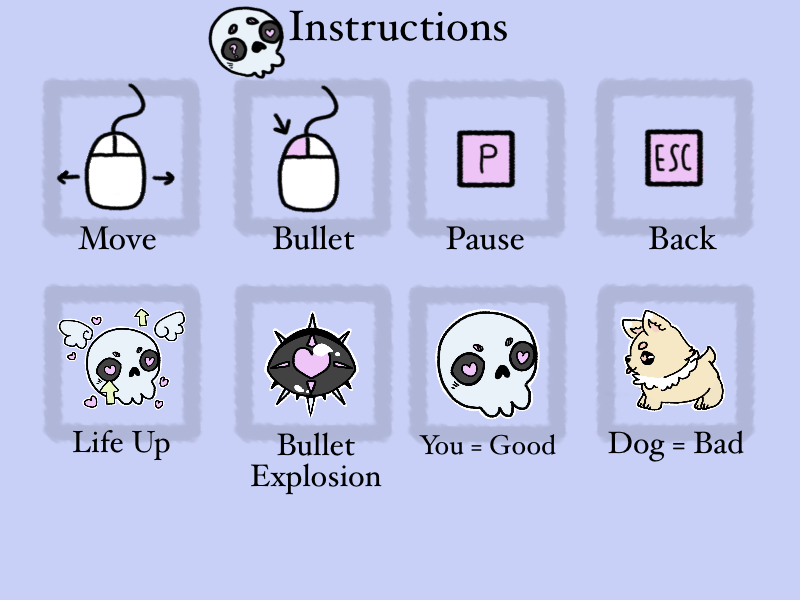 Instructions
P
ESC
Move
Bullet
Pause
Back
Life Up
Bullet
Explosion
You = Good
Dog = Bad